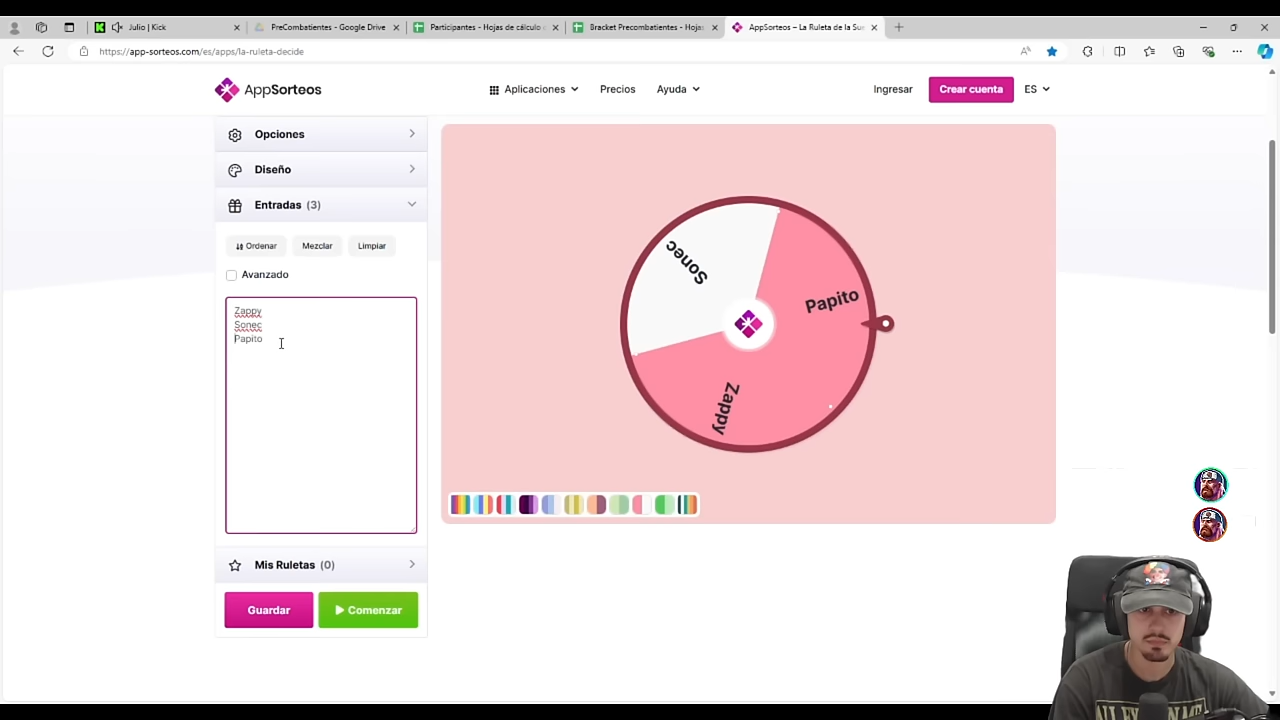 Julio | Kick
PreCombatientes - Google Drive
Participantes - Hojas de cálculo
Bracket Precombatientes - Hojas
AppSorteos – La Ruleta de la Sue
https://app-sorteos.com/es/apps/la-ruleta-decide
AppSorteos
Aplicaciones
Precios
Ayuda
Ingresar
Crear cuenta
ES
Opciones
Diseño
Entradas (3)
Ordenar
Mezclar
Limpiar
Avanzado
Zappy
Sonec
Papito
Mis Ruletas (0)
Guardar
Comenzar
Sonec
Papito
Zappy